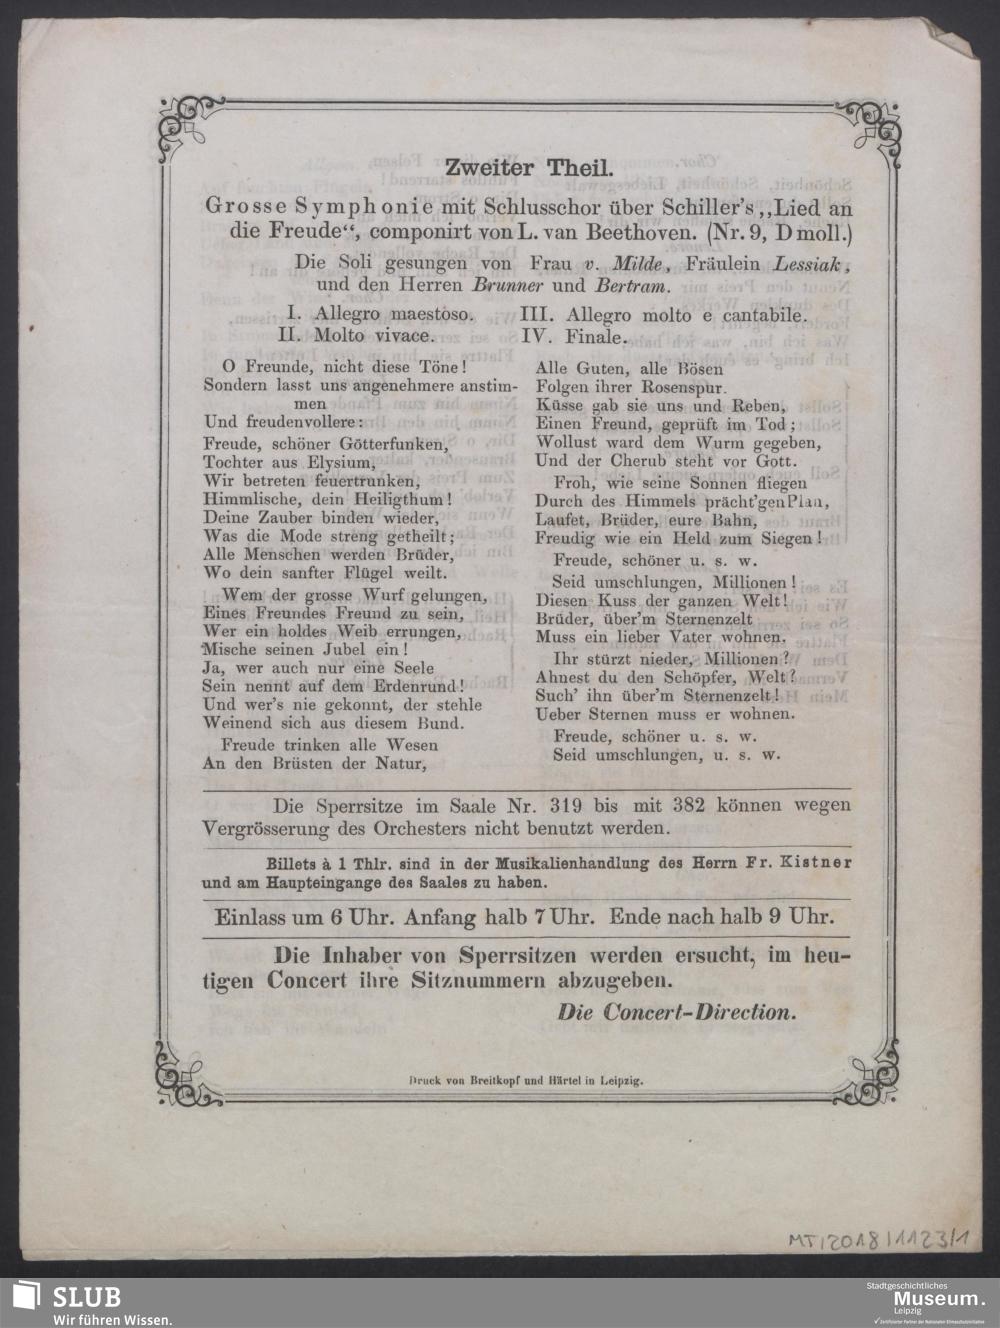 Zweiter Theil.
Grosse Symphonie mit Schlusschor über Schiller's „Lied an
die Freude“, componirt von L. van Beethoven. (Nr. 9, D moll.)
Die Soli gesungen von Frau v. Milde, Fräulein Lessiak,
und den Herren Brunner und Bertram.
I. Allegro maestoso.
II. Molto vivace.
III. Allegro molto e cantabile.
IV. Finale.
O Freunde, nicht diese Töne!
Sondern lasst uns angenehmere anstim-
men
Und freudenvollere:
Freude, schöner Götterfunken,
Tochter aus Elysium,
Wir betreten feuertrunken,
Himmlische, dein Heiligthum!
Deine Zauber binden wieder,
Was die Mode streng getheilt;
Alle Menschen werden Brüder,
Wo dein sanfter Flügel weilt.
Wem der grosse Wurf gelungen,
Eines Freundes Freund zu sein,
Wer ein holdes Weib errungen,
Mische seinen Jubel ein!
Ja, wer auch nur eine Seele
Sein nennt auf dem Erdenrund!
Und wer's nie gekonnt, der stehle
Weinend sich aus diesem Bund.
Freude trinken alle Wesen
An den Brüsten der Natur,
Alle Guten, alle Bösen
Folgen ihrer Rosenspur.
Küsse gab sie uns und Reben,
Einen Freund, geprüft im Tod;
Wollust ward dem Wurm gegeben,
Und der Cherub steht vor Gott.
Froh, wie seine Sonnen fliegen
Durch des Himmels prächt'gen Plan,
Laufet, Brüder, eure Bahn,
Freudig wie ein Held zum Siegen!
Freude, schöner u. s. w.
Seid umschlungen, Millionen!
Diesen Kuss der ganzen Welt!
Brüder, über'm Sternenzelt
Muss ein lieber Vater wohnen.
Ihr stürzt nieder, Millionen?
Ahnest du den Schöpfer, Welt?
Such' ihn über'm Sternenzelt!
Ueber Sternen muss er wohnen.
Freude, schöner u. s. w.
Seid umschlungen, u. s. w.
Die Sperrsitze im Saale Nr. 319 bis mit 382 können wegen
Vergrösserung des Orchesters nicht benutzt werden.
Billets à 1 Thlr. sind in der Musikalienhandlung des Herrn Fr. Kistner
und am Haupteingange des Saales zu haben.
Einlass um 6 Uhr. Anfang halb 7 Uhr. Ende nach halb 9 Uhr.
Die Inhaber von Sperrsitzen werden ersucht, im heu-
tigen Concert ihre Sitznummern abzugeben.
Die Concert-Direction.
Druck von Breitkopf und Härtel in Leipzig.
MT/2018/1123/1
SLUB
Wir führen Wissen.
Stadtgeschichtliches
Museum.
Leipzig
Zertifizierter Partner der Nationalen Klimaschutzinitiative